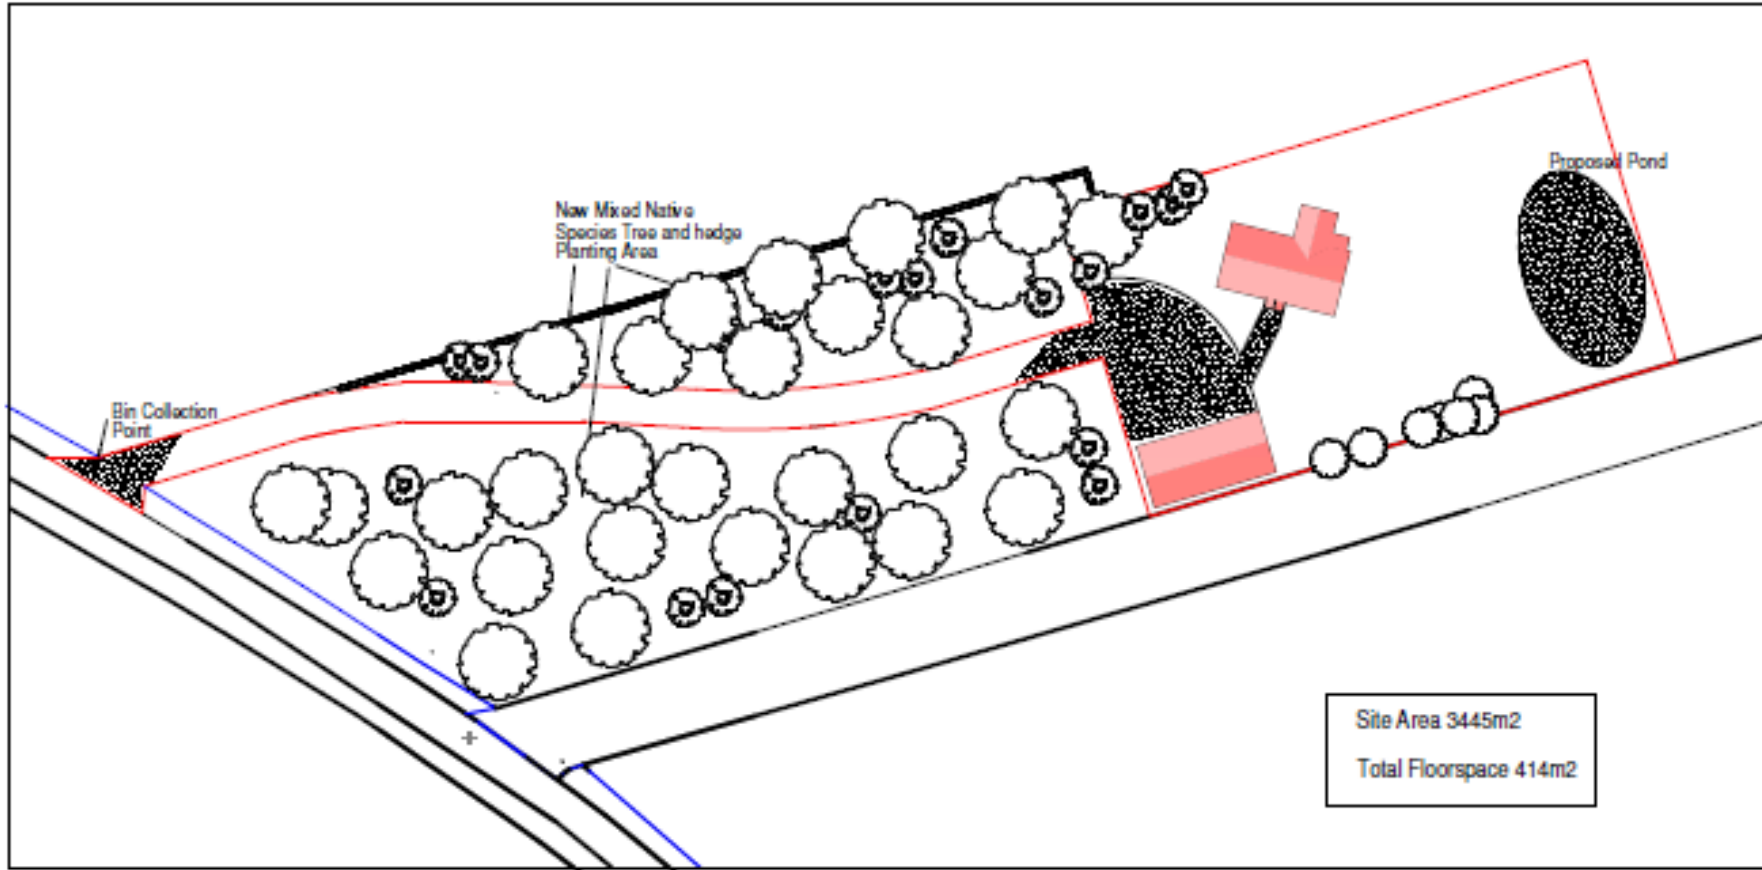 Proposed Pond
New Mixed Native
Species Tree and hedge
Planting Area
Bin Collection
Point
Site Area 3445m2
Total Floorspace 414m2